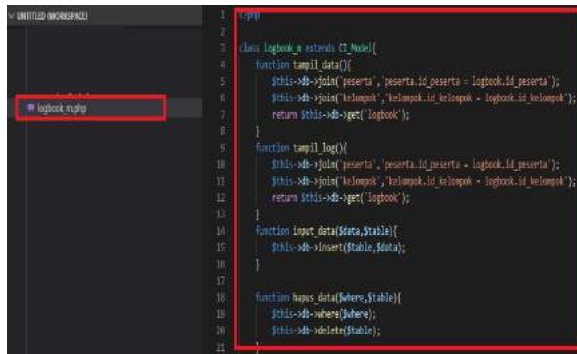 UNTITLED (WORKSPACE)
logbook_m.php
1 <?php
2
3 class logbook_m extends CI_Model{
4 function tampil_data(){
5 $this->db->join('peserta','peserta.id_peserta = logbook.id_peserta');
6 $this->db->join('kelompok','kelompok.id_kelompok = logbook.id_kelompok');
7 return $this->db->get('logbook');
8 }
9 function tampil_log(){
10 $this->db->join('peserta','peserta.id_peserta = logbook.id_peserta');
11 $this->db->join('kelompok','kelompok.id_kelompok = logbook.id_kelompok');
12 return $this->db->get('logbook');
13 }
14 function input_data($data,$table){
15 $this->db->insert($table,$data);
16 }
17
18 function hapus_data($where,$table){
19 $this->db->where($where);
20 $this->db->delete($table);
21 }